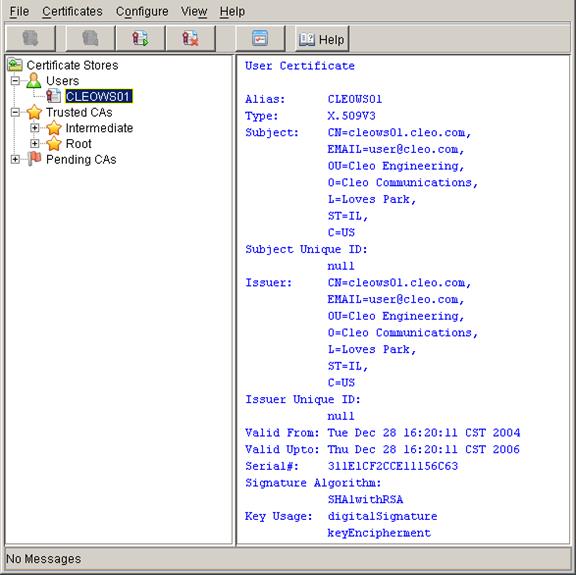 File Certificates Configure View Help
Help
Certificate Stores
Users
CLEOWS01
Trusted CAs
Intermediate
Root
Pending CAs
User Certificate
Alias: CLEOWS01
Type: X.509V3
Subject: CN=cleows01.cleo.com,
EMAIL=user@cleo.com,
OU=Cleo Engineering,
O=Cleo Communications,
L=Loves Park,
ST=IL,
C=US
Subject Unique ID:
null
Issuer: CN=cleows01.cleo.com,
EMAIL=user@cleo.com,
OU=Cleo Engineering,
O=Cleo Communications,
L=Loves Park,
ST=IL,
C=US
Issuer Unique ID:
null
Valid From: Tue Dec 28 16:20:11 CST 2004
Valid Upto: Thu Dec 28 16:20:11 CST 2006
Serial#: 311E1CF2CCE11156C63
Signature Algorithm:
SHA1withRSA
Key Usage: digitalSignature
keyEncipherment
No Messages